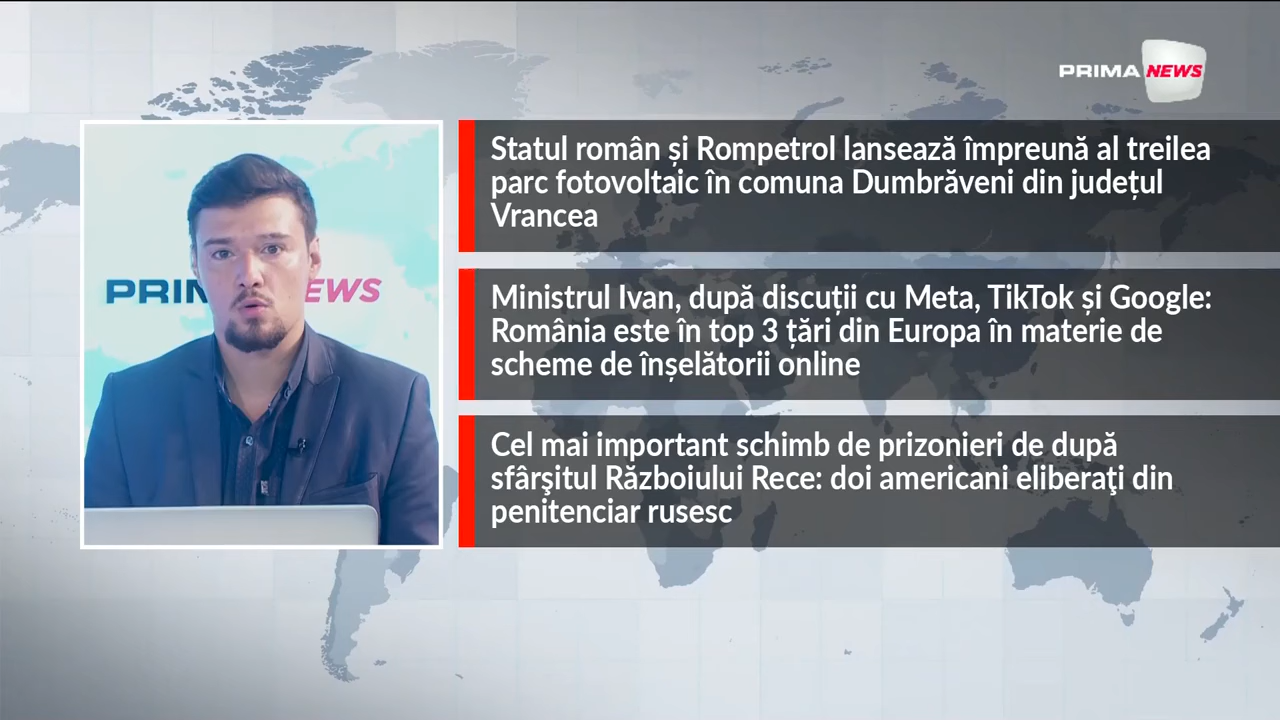 PRIMA NEWS
Statul român și Rompetrol lansează împreună al treilea
parc fotovoltaic în comuna Dumbrăveni din județul
Vrancea
PRIN EWS
Ministrul Ivan, după discuții cu Meta, TikTok și Google:
România este în top 3 țări din Europa în materie de
scheme de înșelătorii online
Cel mai important schimb de prizonieri de după
sfârşitul Războiului Rece: doi americani eliberaţi din
penitenciar rusesc